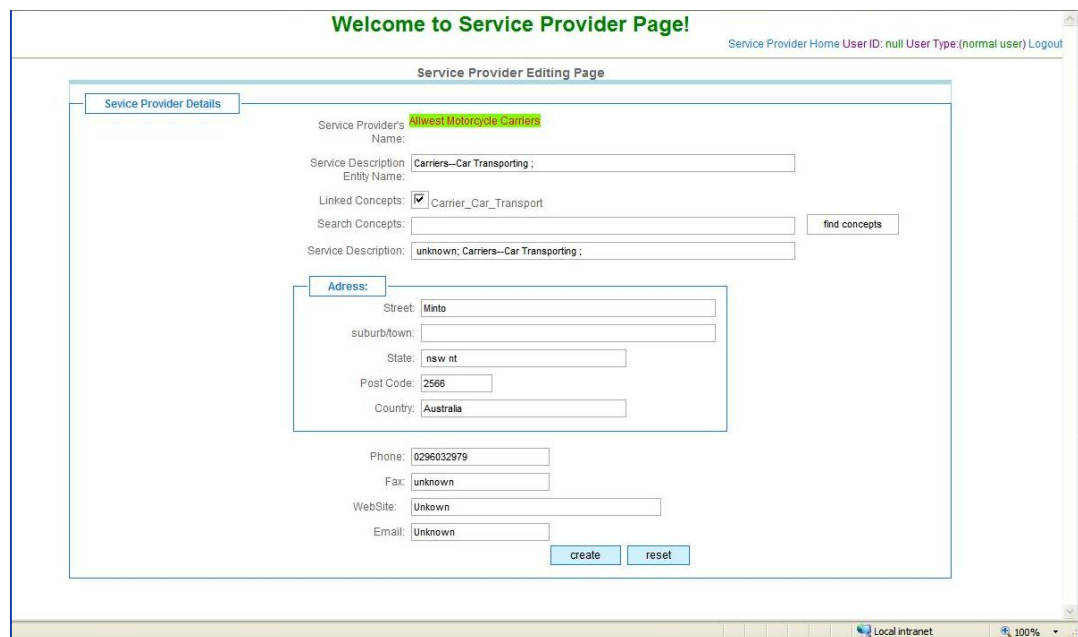 Welcome to Service Provider Page!
Service Provider Home User ID: null User Type:(normal user) Logout
Service Provider Editing Page
Sevice Provider Details
Service Provider's Name: Allwest Motorcycle Carriers
Service Description Entity Name: Carriers--Car Transporting ;
Linked Concepts: Carrier_Car_Transport
Search Concepts: find concepts
Service Description: unknown; Carriers--Car Transporting ;
Adress:
Street: Minto
suburb/town:
State: nsw nt
Post Code: 2566
Country: Australia
Phone: 0296032979
Fax: unknown
WebSite: Unkown
Email: Unknown
create reset
Local intranet 100%